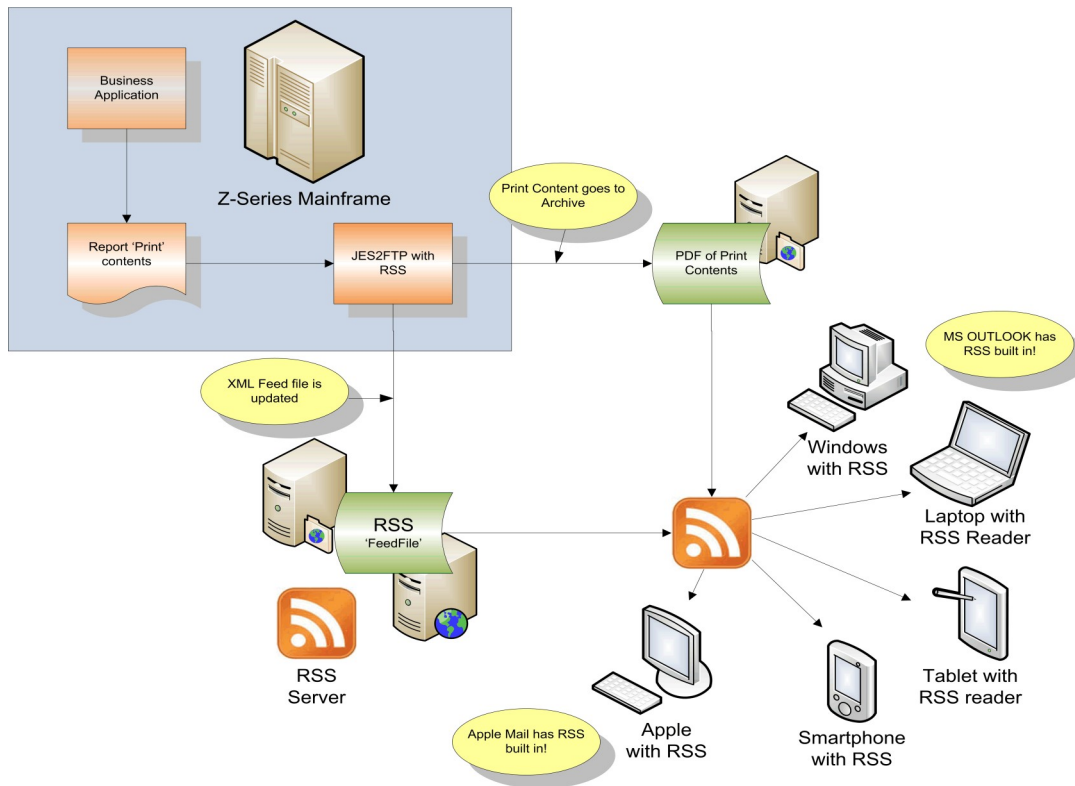 Business
Application
Z-Series Mainframe
Print Content goes to
Archive
Report ‘Print’
contents
JES2FTP with
RSS
PDF of Print
Contents
MS OUTLOOK has
RSS built in!
XML Feed file is
updated
Windows
with RSS
Laptop with
RSS Reader
RSS
‘FeedFile’
RSS
Server
Tablet with
RSS reader
Apple Mail has RSS
built in!
Apple
with RSS
Smartphone
with RSS